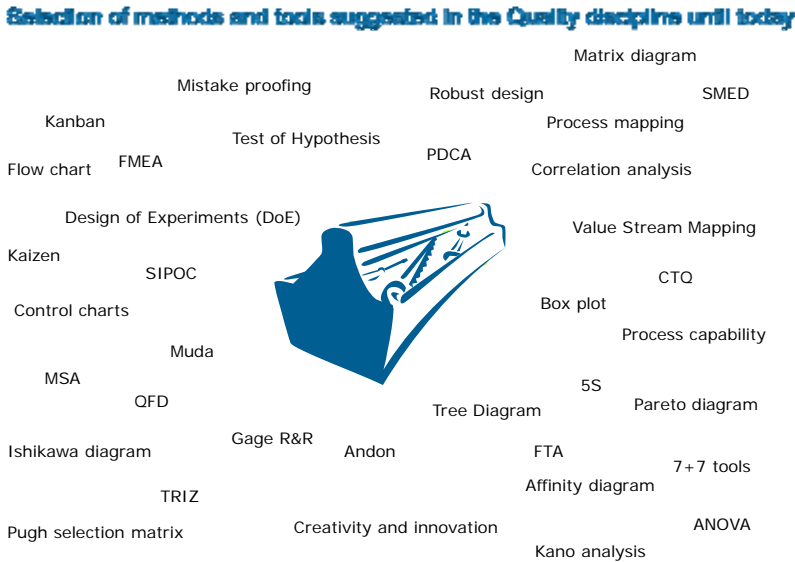 Selection of methods and tools suggested in the Quality discipline until today
Matrix diagram
Mistake proofing
Robust design
SMED
Kanban
Process mapping
Test of Hypothesis
PDCA
FMEA
Flow chart
Correlation analysis
Design of Experiments (DoE)
Value Stream Mapping
Kaizen
SIPOC
CTQ
Box plot
Control charts
Process capability
Muda
MSA
5S
QFD
Pareto diagram
Tree Diagram
Gage R&R
Ishikawa diagram
Andon
FTA
7+7 tools
Affinity diagram
TRIZ
ANOVA
Creativity and innovation
Pugh selection matrix
Kano analysis